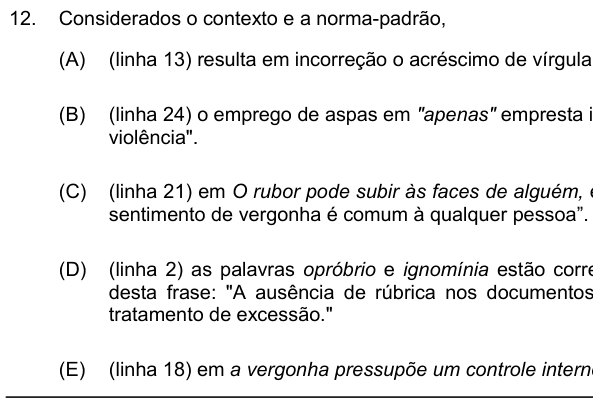 12. Considerados o contexto e a norma-padrão,
(A) (linha 13) resulta em incorreção o acréscimo de vírgula
(B) (linha 24) o emprego de aspas em "apenas" empresta
violência".
(C) (linha 21) em O rubor pode subir às faces de alguém,
sentimento de vergonha é comum à qualquer pessoa”.
(D) (linha 2) as palavras opróbrio e ignomínia estão corre
desta frase: "A ausência de rúbrica nos documentos
tratamento de excessão."
(E) (linha 18) em a vergonha pressupõe um controle intern